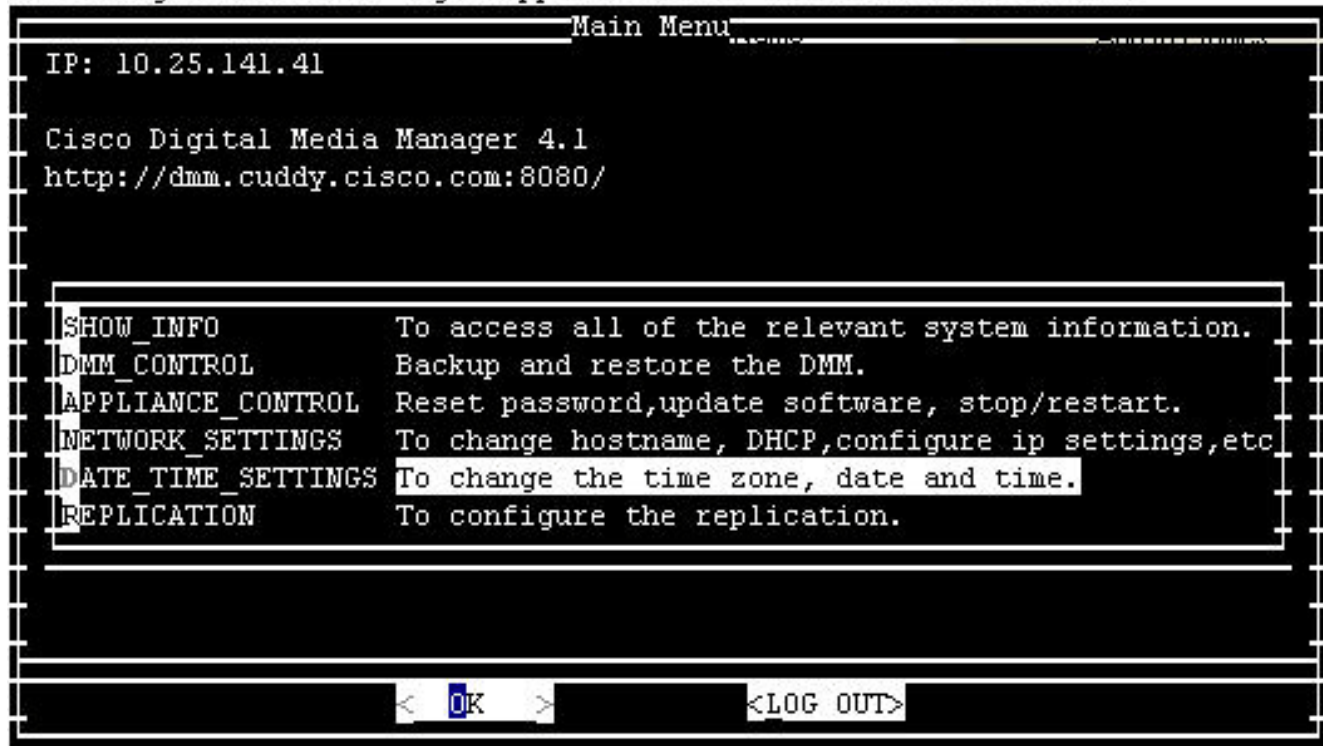 Main Menu
IP: 10.25.141.41
Cisco Digital Media Manager 4.1
http://dmm.cuddy.cisco.com:8080/
SHOW_INFO To access all of the relevant system information.
DMM_CONTROL Backup and restore the DMM.
APPLIANCE_CONTROL Reset password,update software, stop/restart.
NETWORK_SETTINGS To change hostname, DHCP,configure ip settings,etc
DATE_TIME_SETTINGS To change the time zone, date and time.
REPLICATION To configure the replication.
< OK > <LOG OUT>